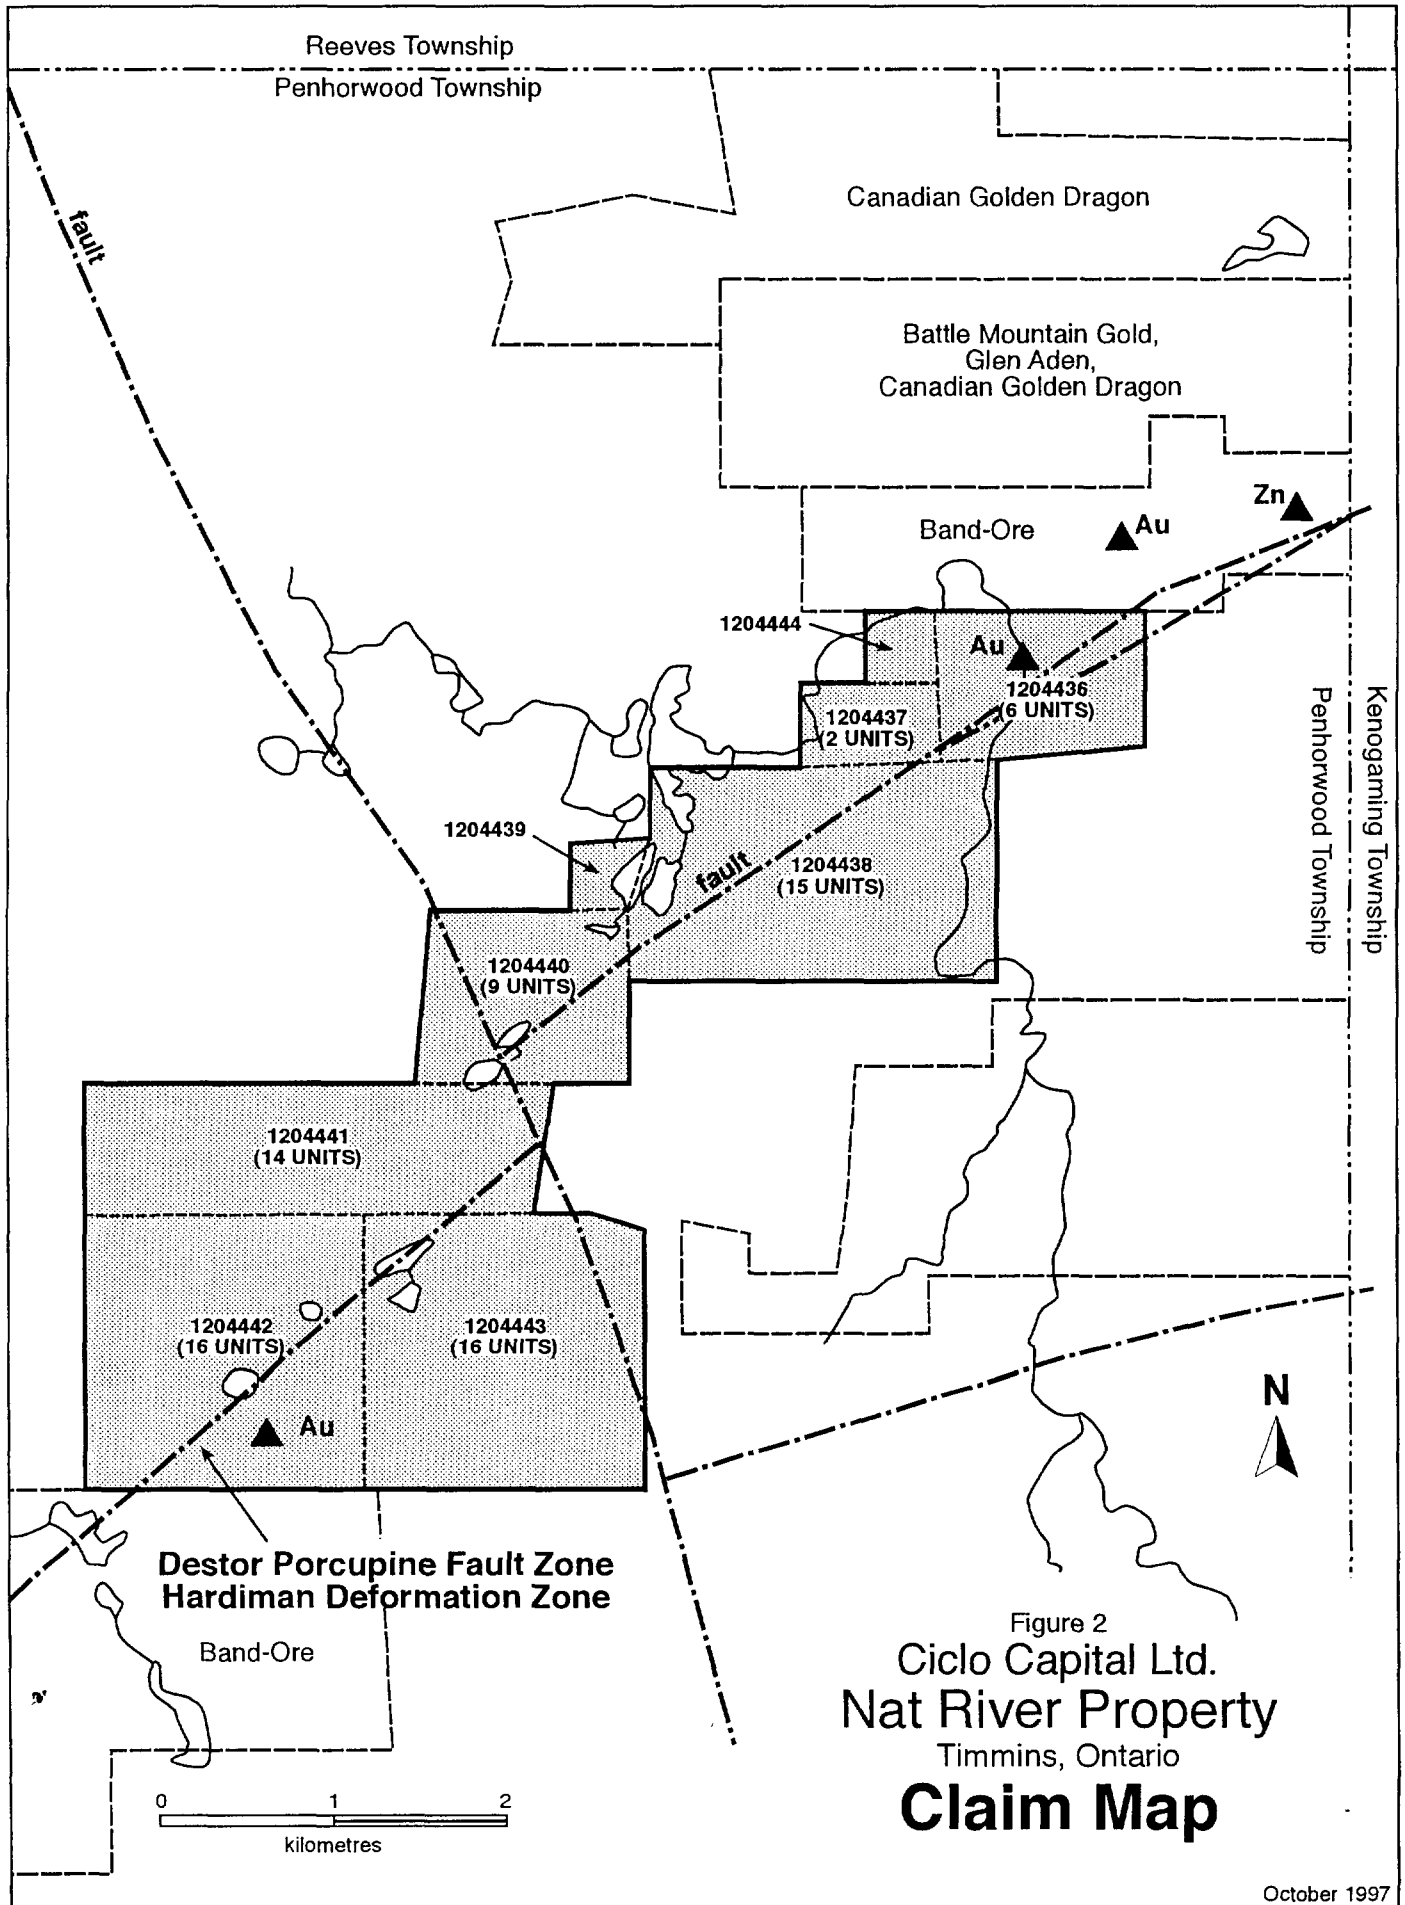 Reeves Township
Penhorwood Township
fault
Canadian Golden Dragon
Battle Mountain Gold,
Glen Aden,
Canadian Golden Dragon
Zn
Au
Band-Ore
1204444
Au
1204436
(6 UNITS)
1204437
(2 UNITS)
Kenogaming Township
Penhorwood Township
1204439
fault
1204438
(15 UNITS)
1204440
(9 UNITS)
1204441
(14 UNITS)
1204442
(16 UNITS)
1204443
(16 UNITS)
Au
N
Destor Porcupine Fault Zone
Hardiman Deformation Zone
Band-Ore
Figure 2
Ciclo Capital Ltd.
Nat River Property
Timmins, Ontario
Claim Map
0 1 2
kilometres
October 1997